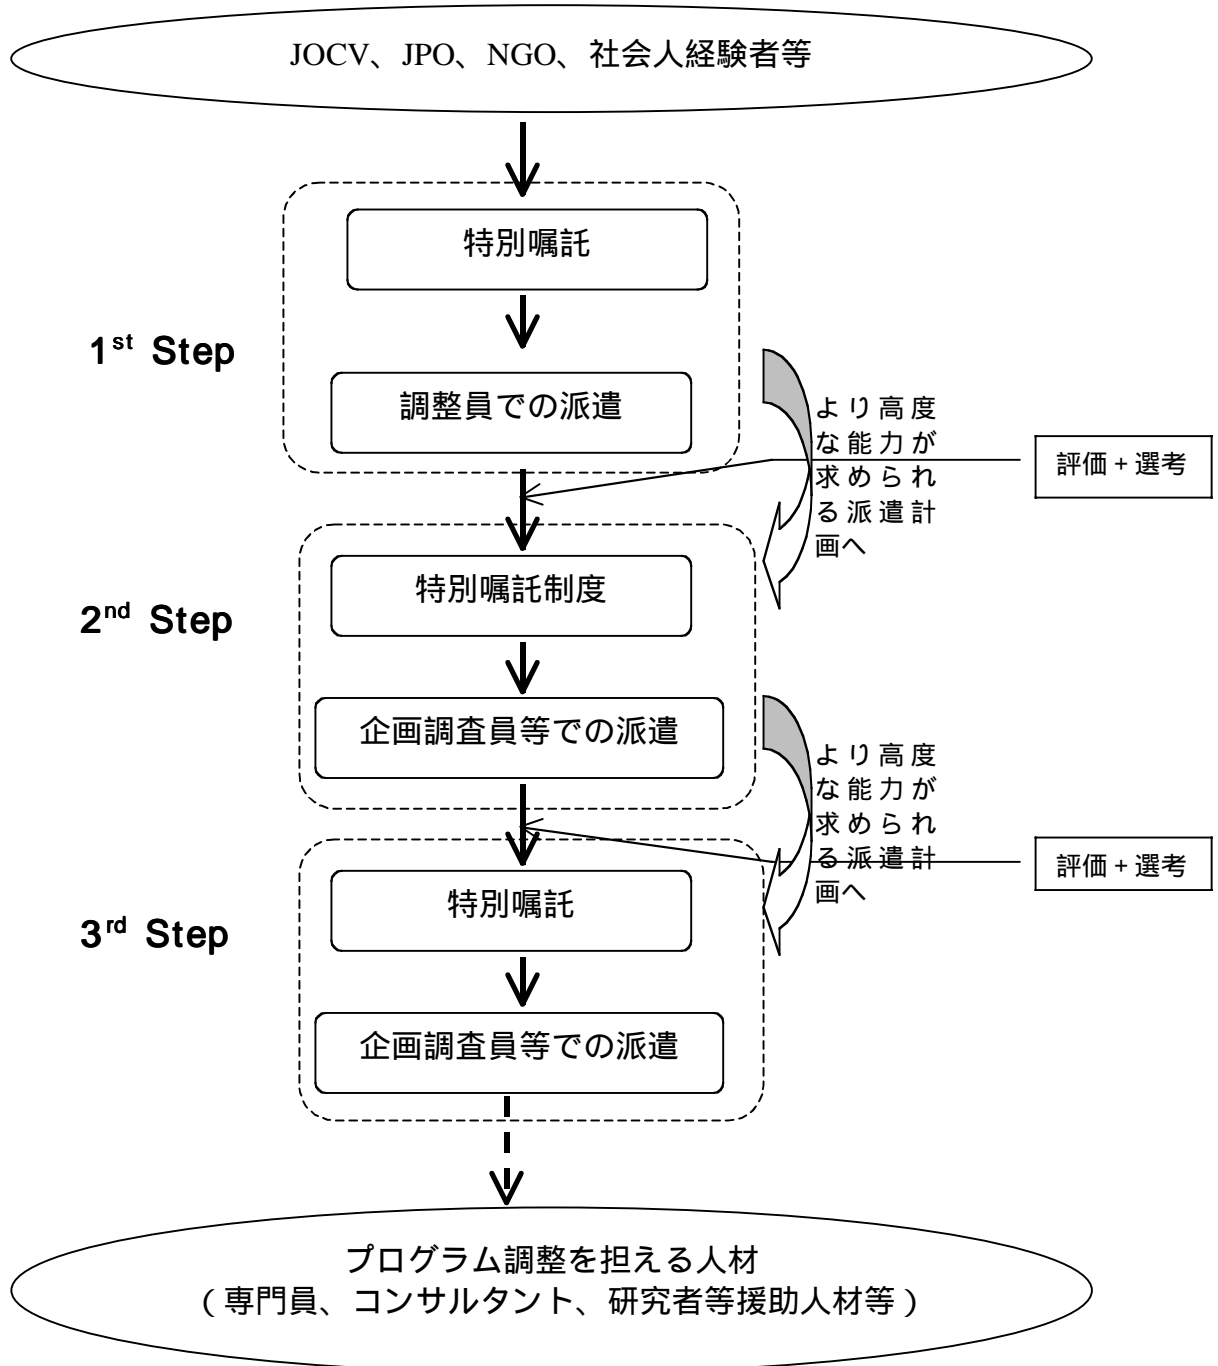 JOCV、JPO、NGO、社会人経験者等
特別嘱託
1st Step
調整員での派遣
より高度
な能力が
求められ
る派遣計
画へ
評価+選考
特別嘱託制度
2nd Step
企画調査員等での派遣
より高度
な能力が
求められ
る派遣計
画へ
評価+選考
特別嘱託
3rd Step
企画調査員等での派遣
プログラム調整を担える人材
(専門員、コンサルタント、研究者等援助人材等)